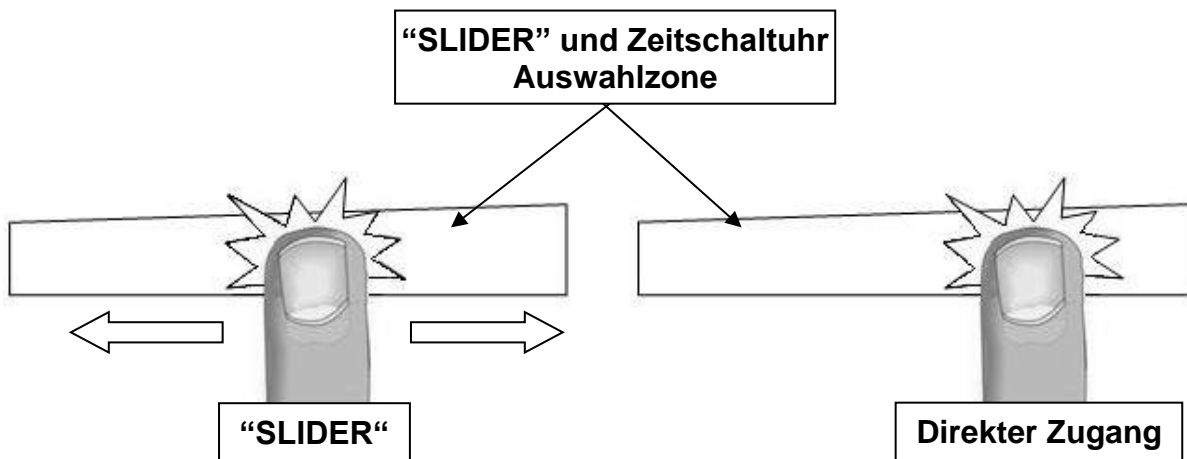 “SLIDER” und Zeitschaltuhr
Auswahlzone
“SLIDER“
Direkter Zugang